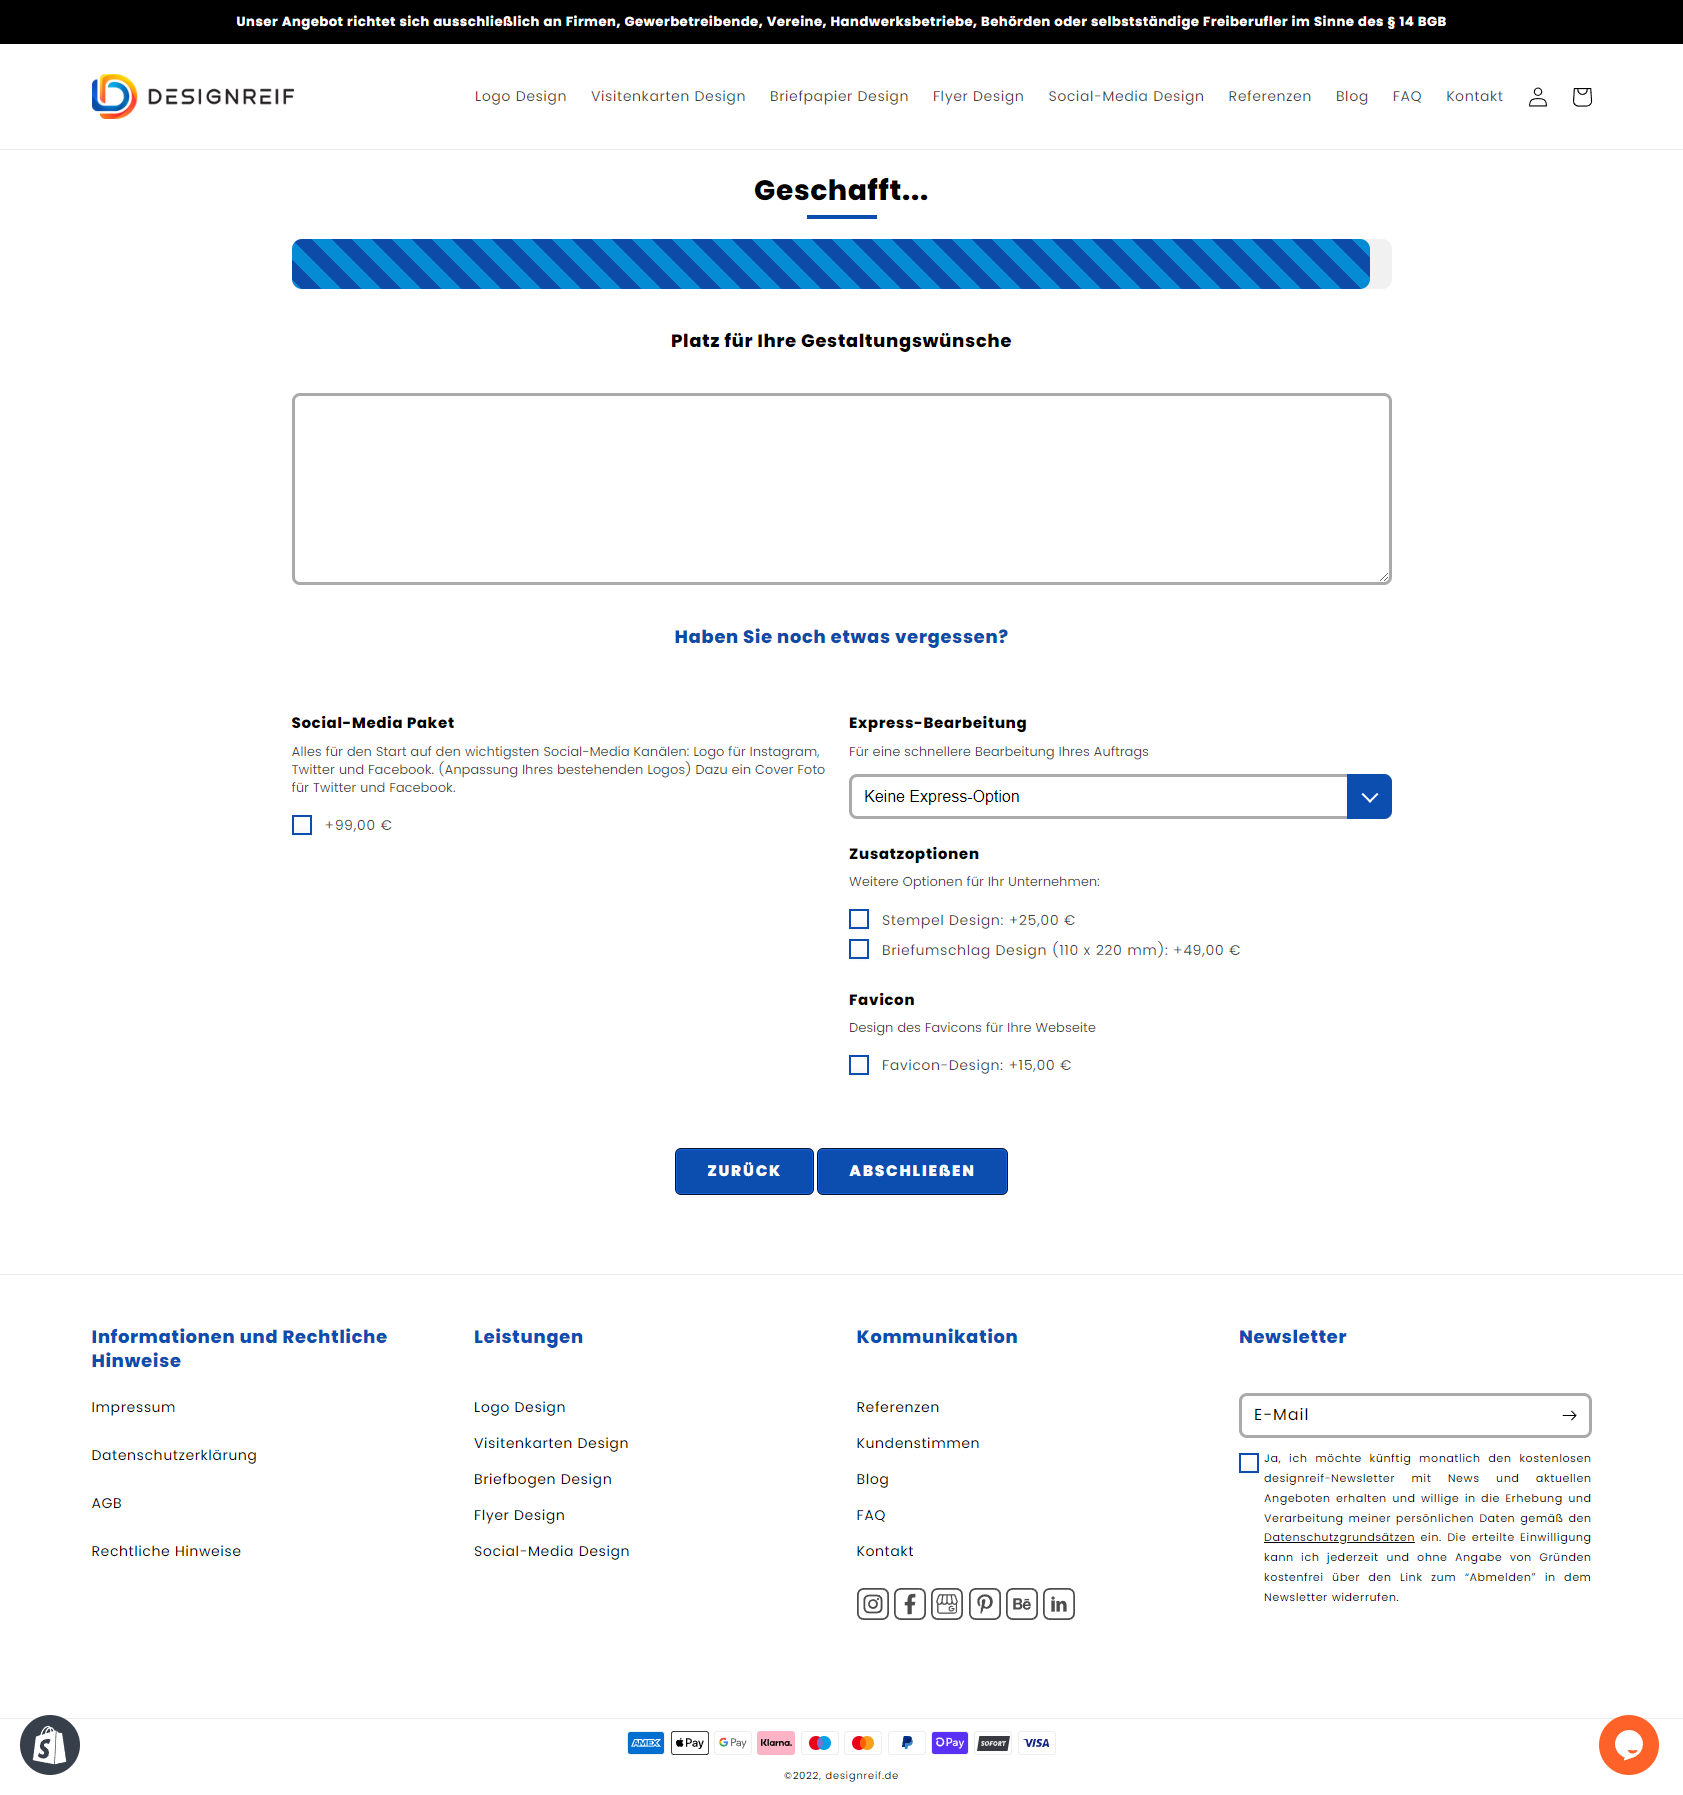 Unser Angebot richtet sich ausschließlich an Firmen, Gewerbetreibende, Vereine, Handwerksbetriebe, Behörden oder selbstständige Freiberufler im Sinne des § 14 BGB
DESIGNREIF
Logo Design Visitenkarten Design Briefpapier Design Flyer Design Social-Media Design Referenzen Blog FAQ Kontakt
Geschafft...
Platz für Ihre Gestaltungswünsche
Haben Sie noch etwas vergessen?
Social-Media Paket
Alles für den Start auf den wichtigsten Social-Media Kanälen: Logo für Instagram,
Twitter und Facebook. (Anpassung Ihres bestehenden Logos) Dazu ein Cover Foto
für Twitter und Facebook.
+99,00 €
Express-Bearbeitung
Für eine schnellere Bearbeitung Ihres Auftrags
Keine Express-Option
Zusatzoptionen
Weitere Optionen für Ihr Unternehmen:
Stempel Design: +25,00 €
Briefumschlag Design (110 x 220 mm): +49,00 €
Favicon
Design des Favicons für Ihre Webseite
Favicon-Design: +15,00 €
ZURÜCK
ABSCHLIEßEN
Informationen und Rechtliche
Hinweise
Impressum
Datenschutzerklärung
AGB
Rechtliche Hinweise
Leistungen
Logo Design
Visitenkarten Design
Briefbogen Design
Flyer Design
Social-Media Design
Kommunikation
Referenzen
Kundenstimmen
Blog
FAQ
Kontakt
G
Bē
in
Newsletter
E-Mail
Ja, ich möchte künftig monatlich den kostenlosen
designreif-Newsletter mit News und aktuellen
Angeboten erhalten und willige in die Erhebung und
Verarbeitung meiner persönlichen Daten gemäß den
Datenschutzgrundsätzen ein. Die erteilte Einwilligung
kann ich jederzeit und ohne Angabe von Gründen
kostenfrei über den Link zum “Abmelden” in dem
Newsletter widerrufen.
AMEX Pay G Pay Klarna. Pay SOFORT VISA
©2022, designreif.de